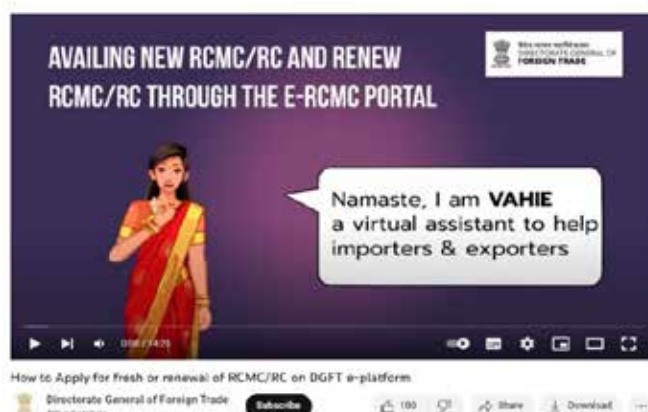 AVAILING NEW RCMC/RC AND RENEW
RCMC/RC THROUGH THE E-RCMC PORTAL
DIRECTORATE GENERAL OF
FOREIGN TRADE
Namaste, I am VAHIE
a virtual assistant to help
importers & exporters
How to Apply for fresh or renewal of RCMC/RC on DGFT e-platform
Directorate General of Foreign Trade
Subscribe
Share
Download